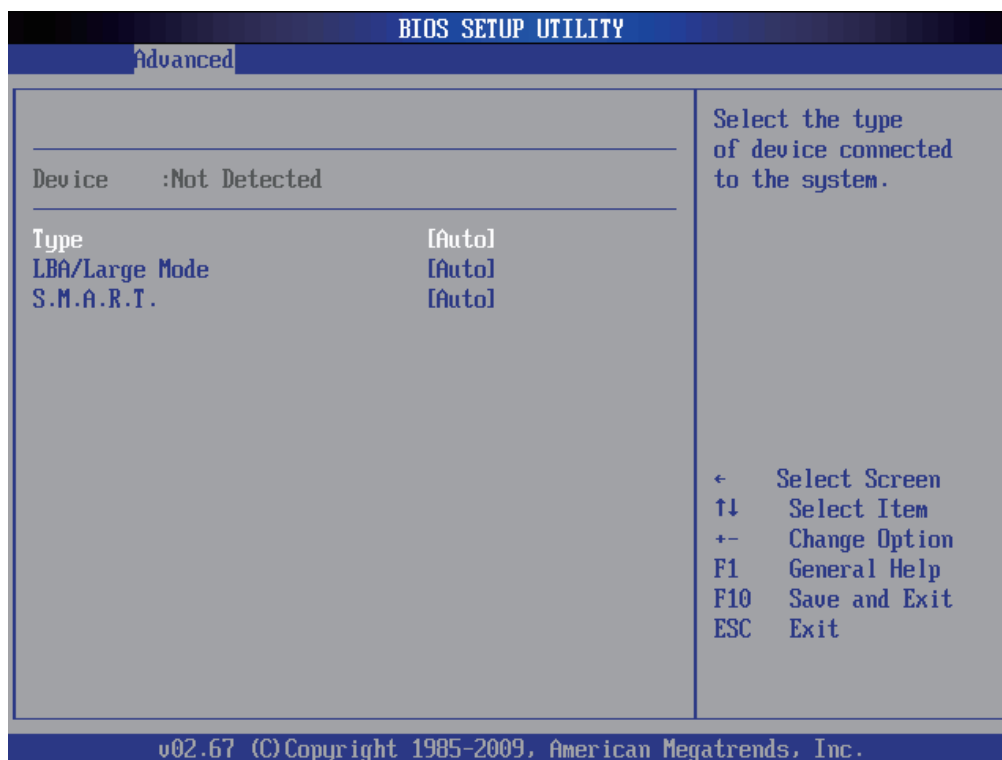 BIOS SETUP UTILITY
Advanced
Device :Not Detected
Type [Auto]
LBA/Large Mode [Auto]
S.M.A.R.T. [Auto]
Select the type
of device connected
to the system.
← Select Screen
↑↓ Select Item
+- Change Option
F1 General Help
F10 Save and Exit
ESC Exit
v02.67 (C)Copyright 1985-2009, American Megatrends, Inc.